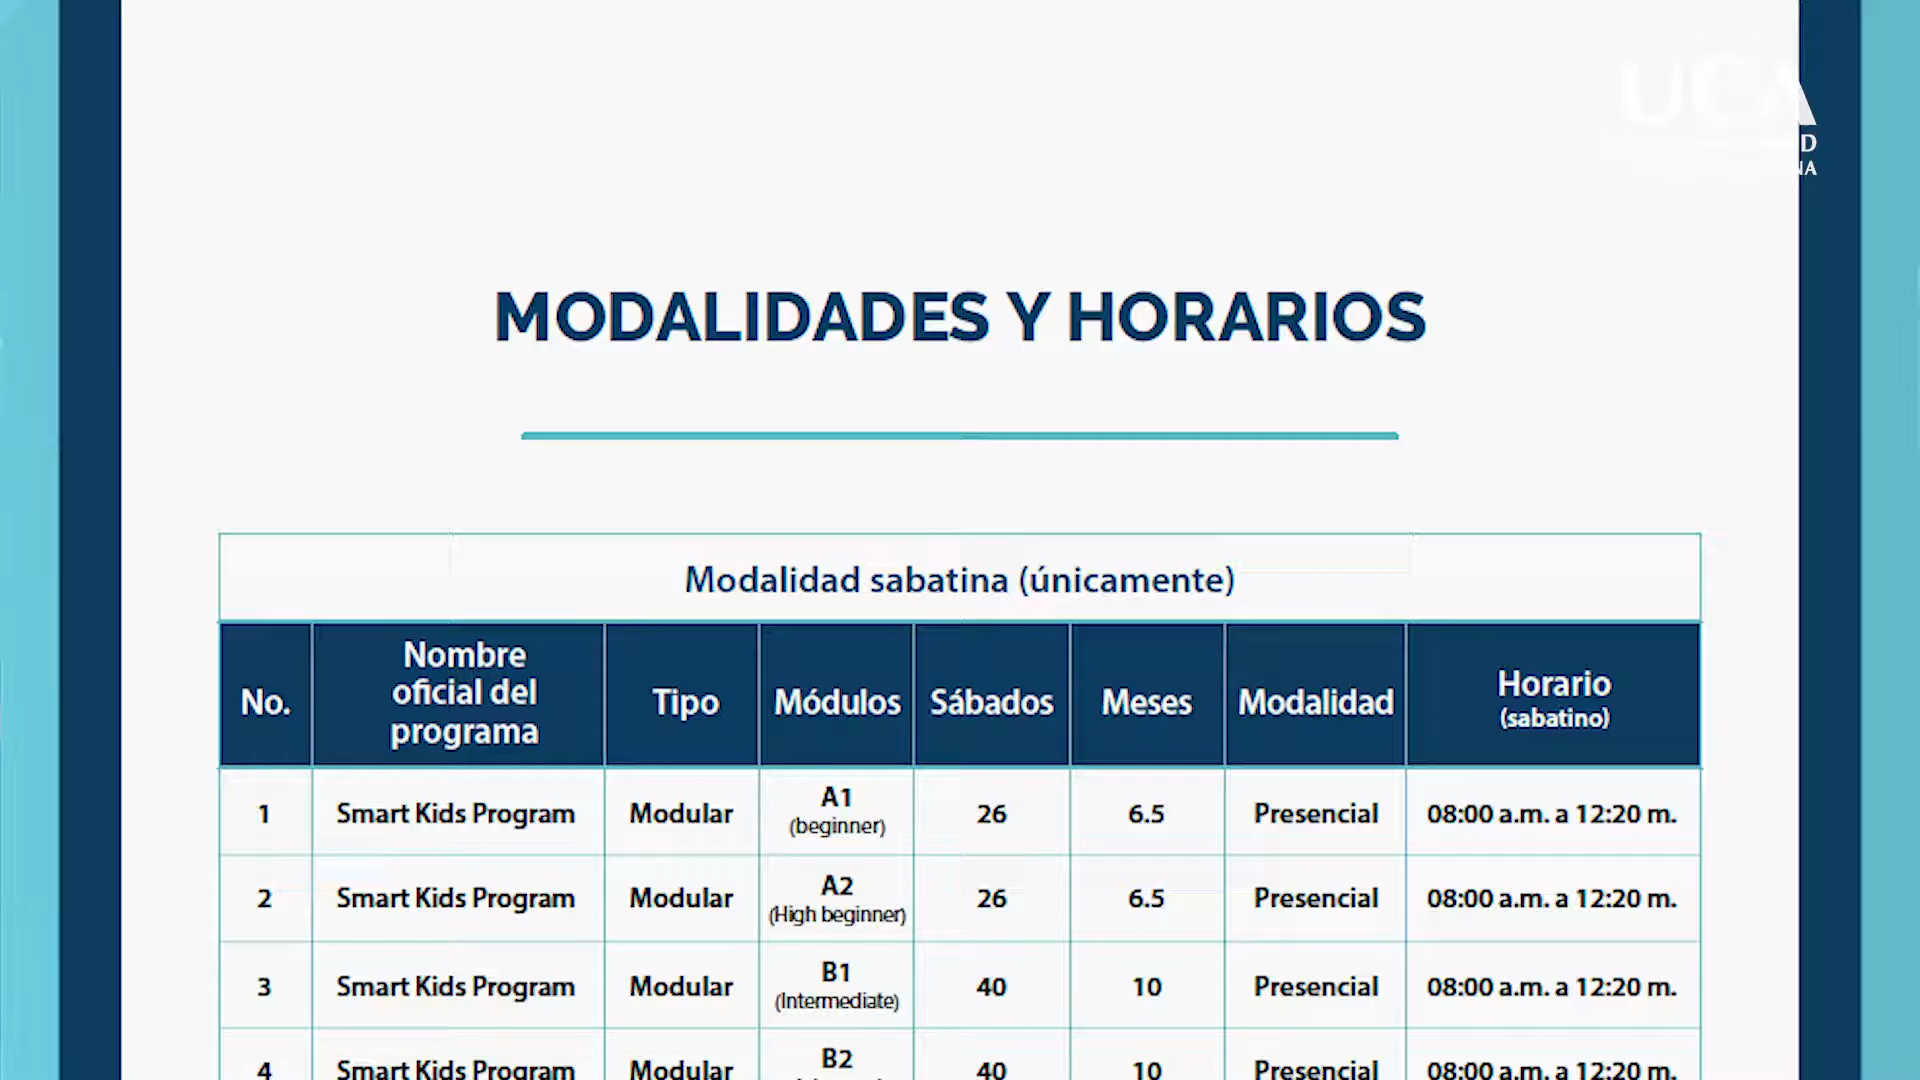 UCA
D
NA
MODALIDADES Y HORARIOS
Modalidad sabatina (únicamente)
No. Nombre oficial del programa Tipo Módulos Sábados Meses Modalidad Horario (sabatino)
1 Smart Kids Program Modular A1 (beginner) 26 6.5 Presencial 08:00 a.m. a 12:20 m.
2 Smart Kids Program Modular A2 (High beginner) 26 6.5 Presencial 08:00 a.m. a 12:20 m.
3 Smart Kids Program Modular B1 (Intermediate) 40 10 Presencial 08:00 a.m. a 12:20 m.
4 Smart Kids Program Modular B2 40 10 Presencial 08:00 a.m. a 12:20 m.